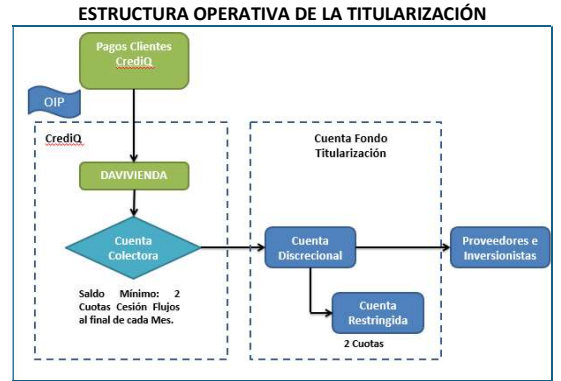 ESTRUCTURA OPERATIVA DE LA TITULARIZACIÓN
Pagos Clientes
CrediQ
OIP
CrediQ
Cuenta Fondo
Titularización
DAVIVIENDA
Cuenta
Colectora
Cuenta
Discrecional
Proveedores e
Inversionistas
Saldo Mínimo: 2
Cuotas Cesión Flujos
al final de cada Mes.
Cuenta
Restringida
2 Cuotas